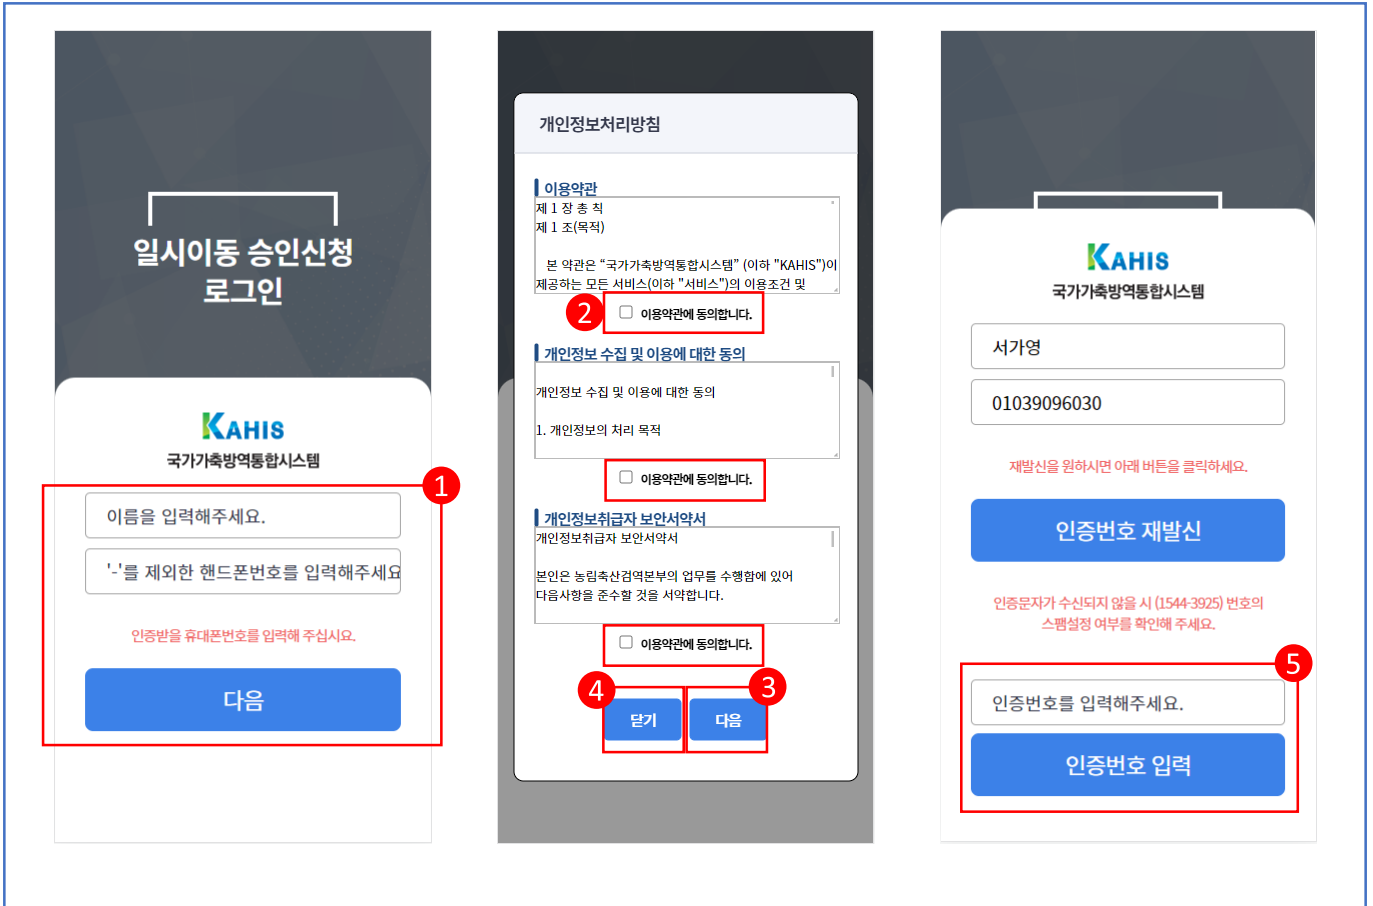 일시이동 승인신청
로그인
KAHIS
국가가축방역통합시스템
1
이름을 입력해주세요.
'-'를 제외한 핸드폰번호를 입력해주세요
인증받을 휴대폰번호를 입력해 주십시요.
다음
개인정보처리방침
이용약관
제 1 장 총 칙
제 1 조(목적)
본 약관은 “국가가축방역통합시스템” (이하 "KAHIS")이
제공하는 모든 서비스(이하 "서비스")의 이용조건 및
2
이용약관에 동의합니다.
개인정보 수집 및 이용에 대한 동의
개인정보 수집 및 이용에 대한 동의
1. 개인정보의 처리 목적
이용약관에 동의합니다.
개인정보취급자 보안서약서
개인정보취급자 보안서약서
본인은 농림축산검역본부의 업무를 수행함에 있어
다음사항을 준수할 것을 서약합니다.
이용약관에 동의합니다.
4
3
닫기
다음
KAHIS
국가가축방역통합시스템
서가영
01039096030
재발신을 원하시면 아래 버튼을 클릭하세요.
인증번호 재발신
인증문자가 수신되지 않을 시 (1544-3925) 번호의
스팸설정 여부를 확인해 주세요.
5
인증번호를 입력해주세요.
인증번호 입력